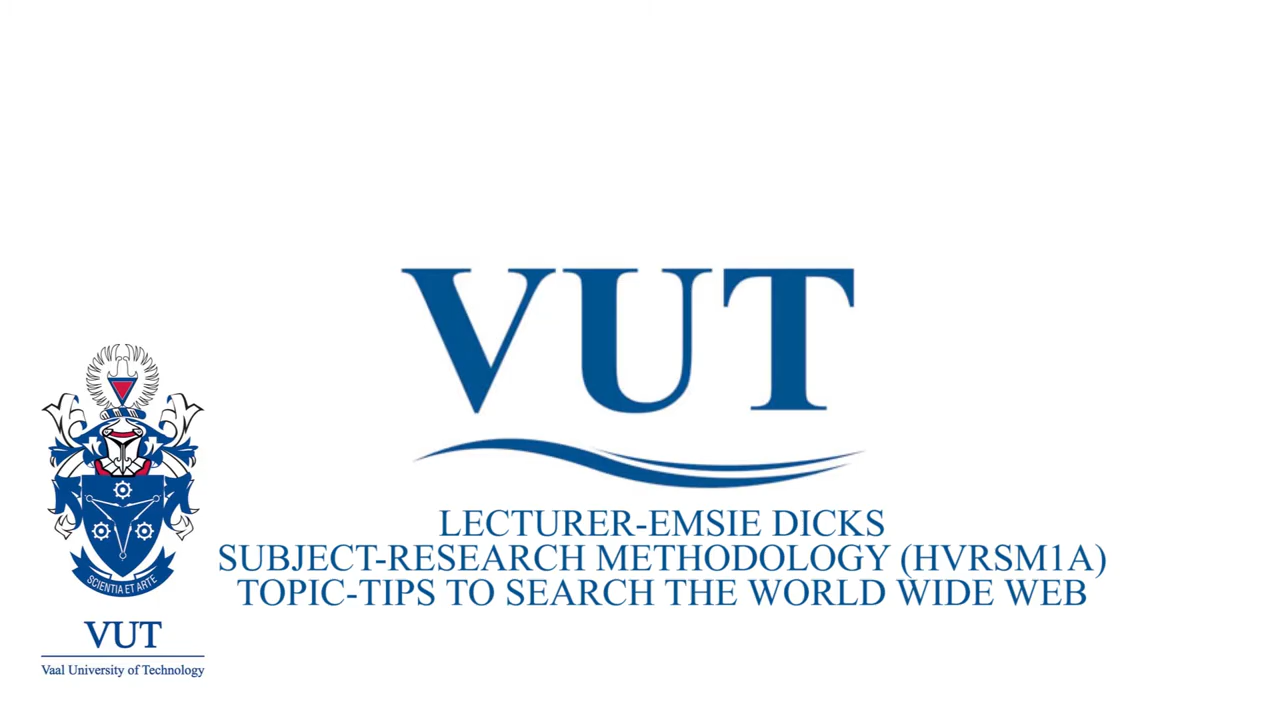 VUT
LECTURER-EMSIE DICKS
SUBJECT-RESEARCH METHODOLOGY (HVRSM1A)
TOPIC-TIPS TO SEARCH THE WORLD WIDE WEB
SCIENTIA ET ARTE
VUT
Vaal University of Technology